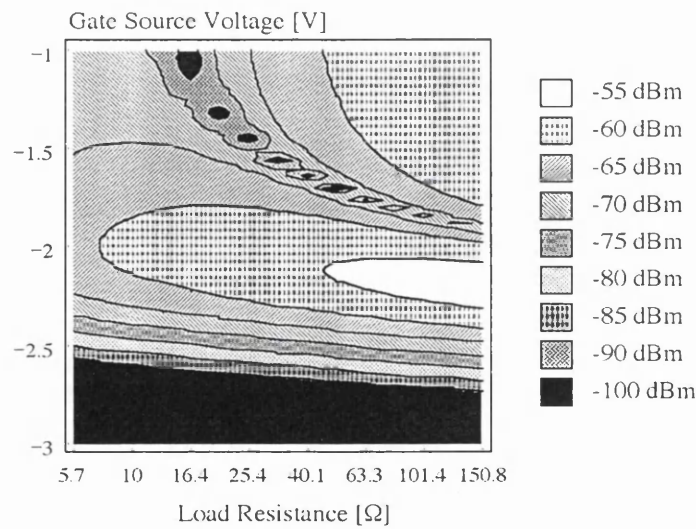 Gate Source Voltage [V]
-1
-1.5
-2
-2.5
-3
5.7 10 16.4 25.4 40.1 63.3 101.4 150.8
Load Resistance [Ω]
-55 dBm
-60 dBm
-65 dBm
-70 dBm
-75 dBm
-80 dBm
-85 dBm
-90 dBm
-100 dBm